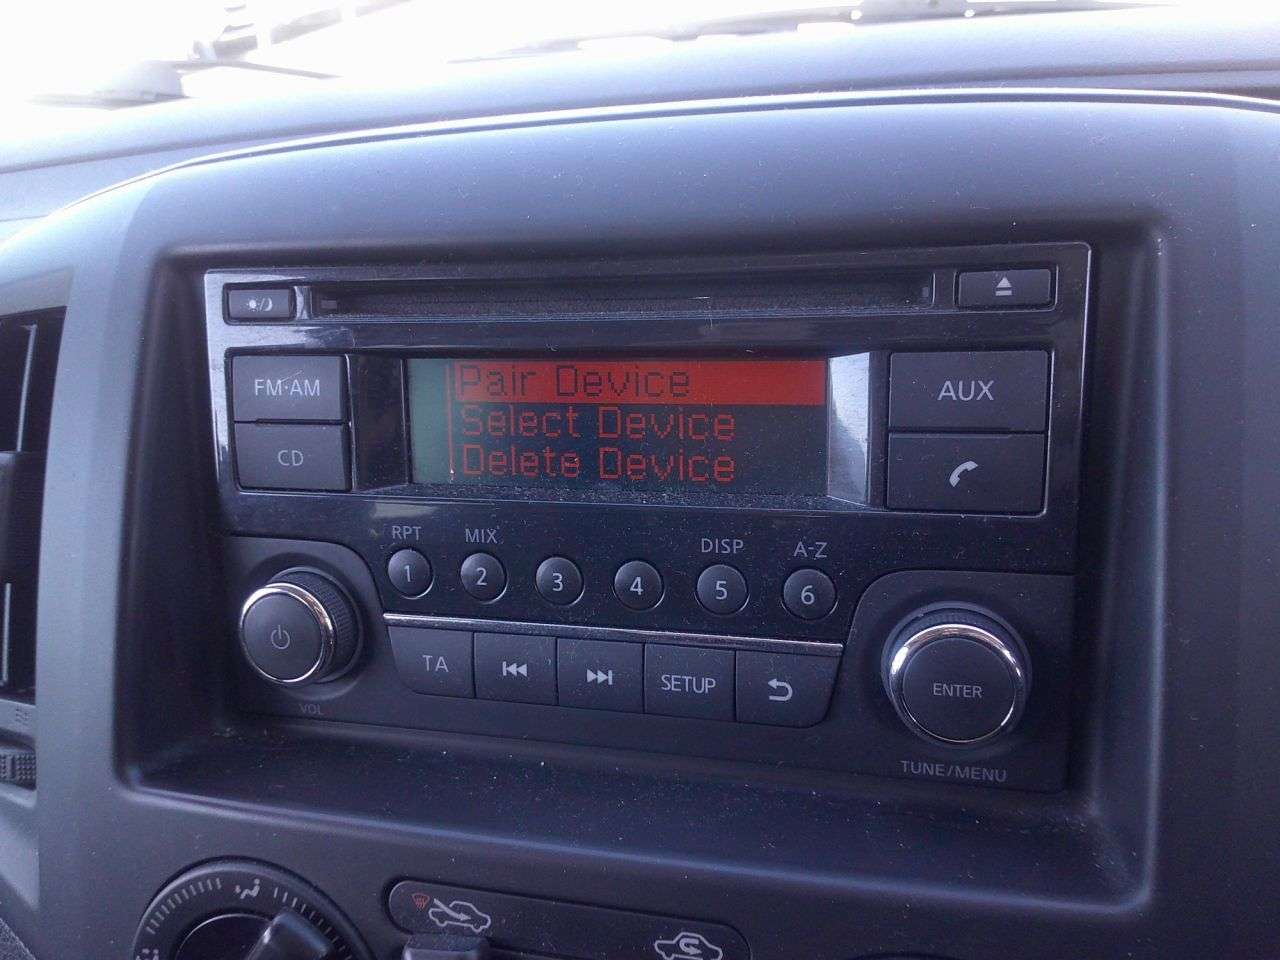 FM·AM
CD
Pair Device
Select Device
Delete Device
AUX
RPT
MIX
DISP
A-Z
1
2
3
4
5
6
TA
SETUP
VOL
ENTER
TUNE/MENU